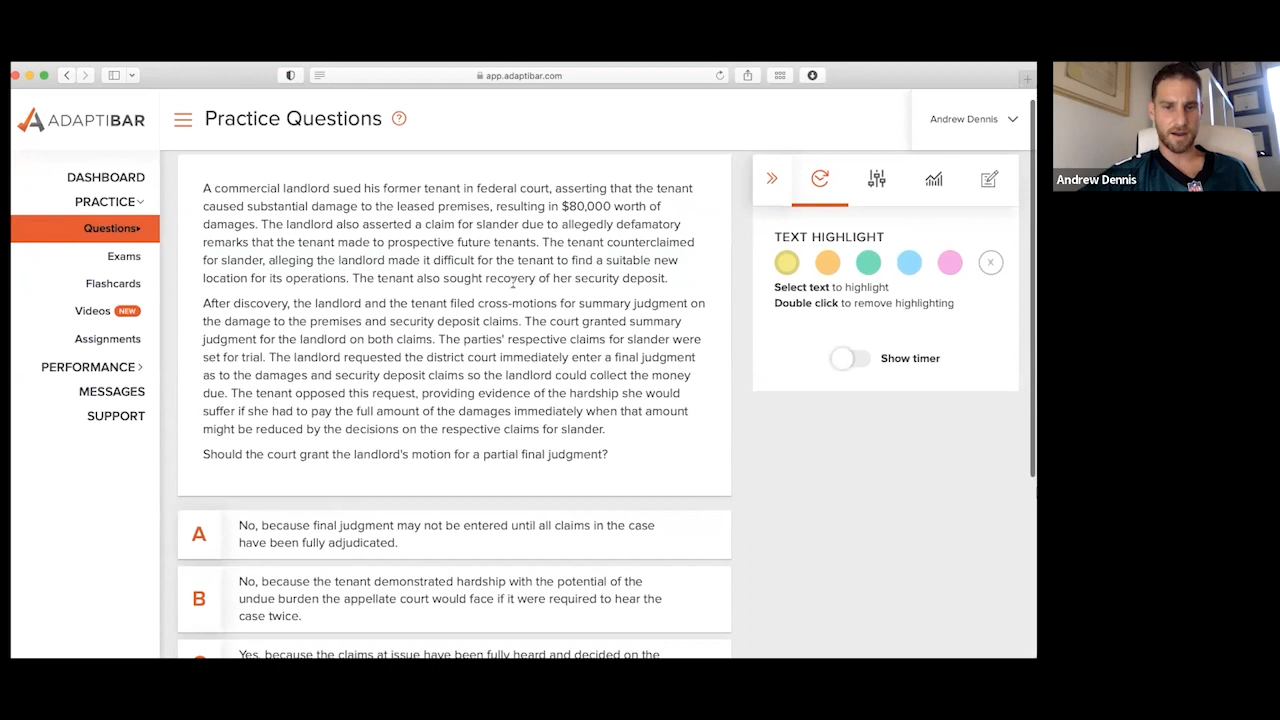 app.adaptibar.com
ADAPTIBAR
Practice Questions ?
Andrew Dennis
Andrew Dennis
DASHBOARD
PRACTICE
Questions
Exams
Flashcards
Videos NEW
Assignments
PERFORMANCE
MESSAGES
SUPPORT
A commercial landlord sued his former tenant in federal court, asserting that the tenant
caused substantial damage to the leased premises, resulting in $80,000 worth of
damages. The landlord also asserted a claim for slander due to allegedly defamatory
remarks that the tenant made to prospective future tenants. The tenant counterclaimed
for slander, alleging the landlord made it difficult for the tenant to find a suitable new
location for its operations. The tenant also sought recovery of her security deposit.
After discovery, the landlord and the tenant filed cross-motions for summary judgment on
the damage to the premises and security deposit claims. The court granted summary
judgment for the landlord on both claims. The parties' respective claims for slander were
set for trial. The landlord requested the district court immediately enter a final judgment
as to the damages and security deposit claims so the landlord could collect the money
due. The tenant opposed this request, providing evidence of the hardship she would
suffer if she had to pay the full amount of the damages immediately when that amount
might be reduced by the decisions on the respective claims for slander.
Should the court grant the landlord's motion for a partial final judgment?
A
No, because final judgment may not be entered until all claims in the case
have been fully adjudicated.
B
No, because the tenant demonstrated hardship with the potential of the
undue burden the appellate court would face if it were required to hear the
case twice.
Yes, because the claims at issue have been fully heard and decided on the
TEXT HIGHLIGHT
X
Select text to highlight
Double click to remove highlighting
Show timer